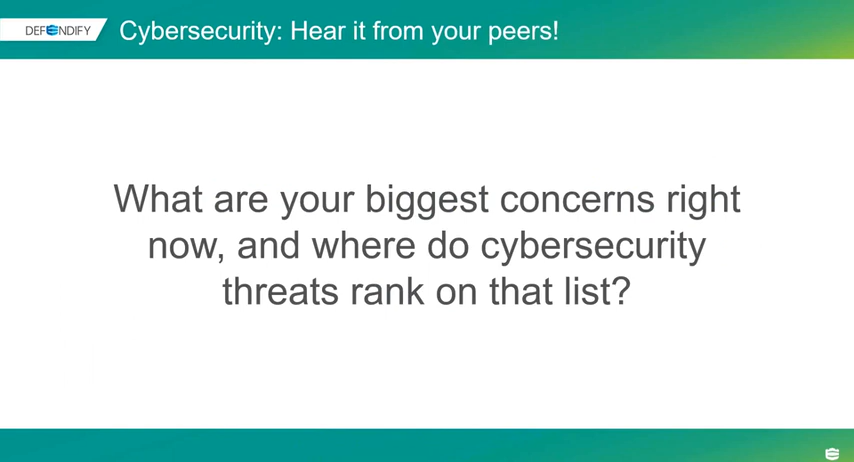 DEFENDIFY
Cybersecurity: Hear it from your peers!
What are your biggest concerns right
now, and where do cybersecurity
threats rank on that list?